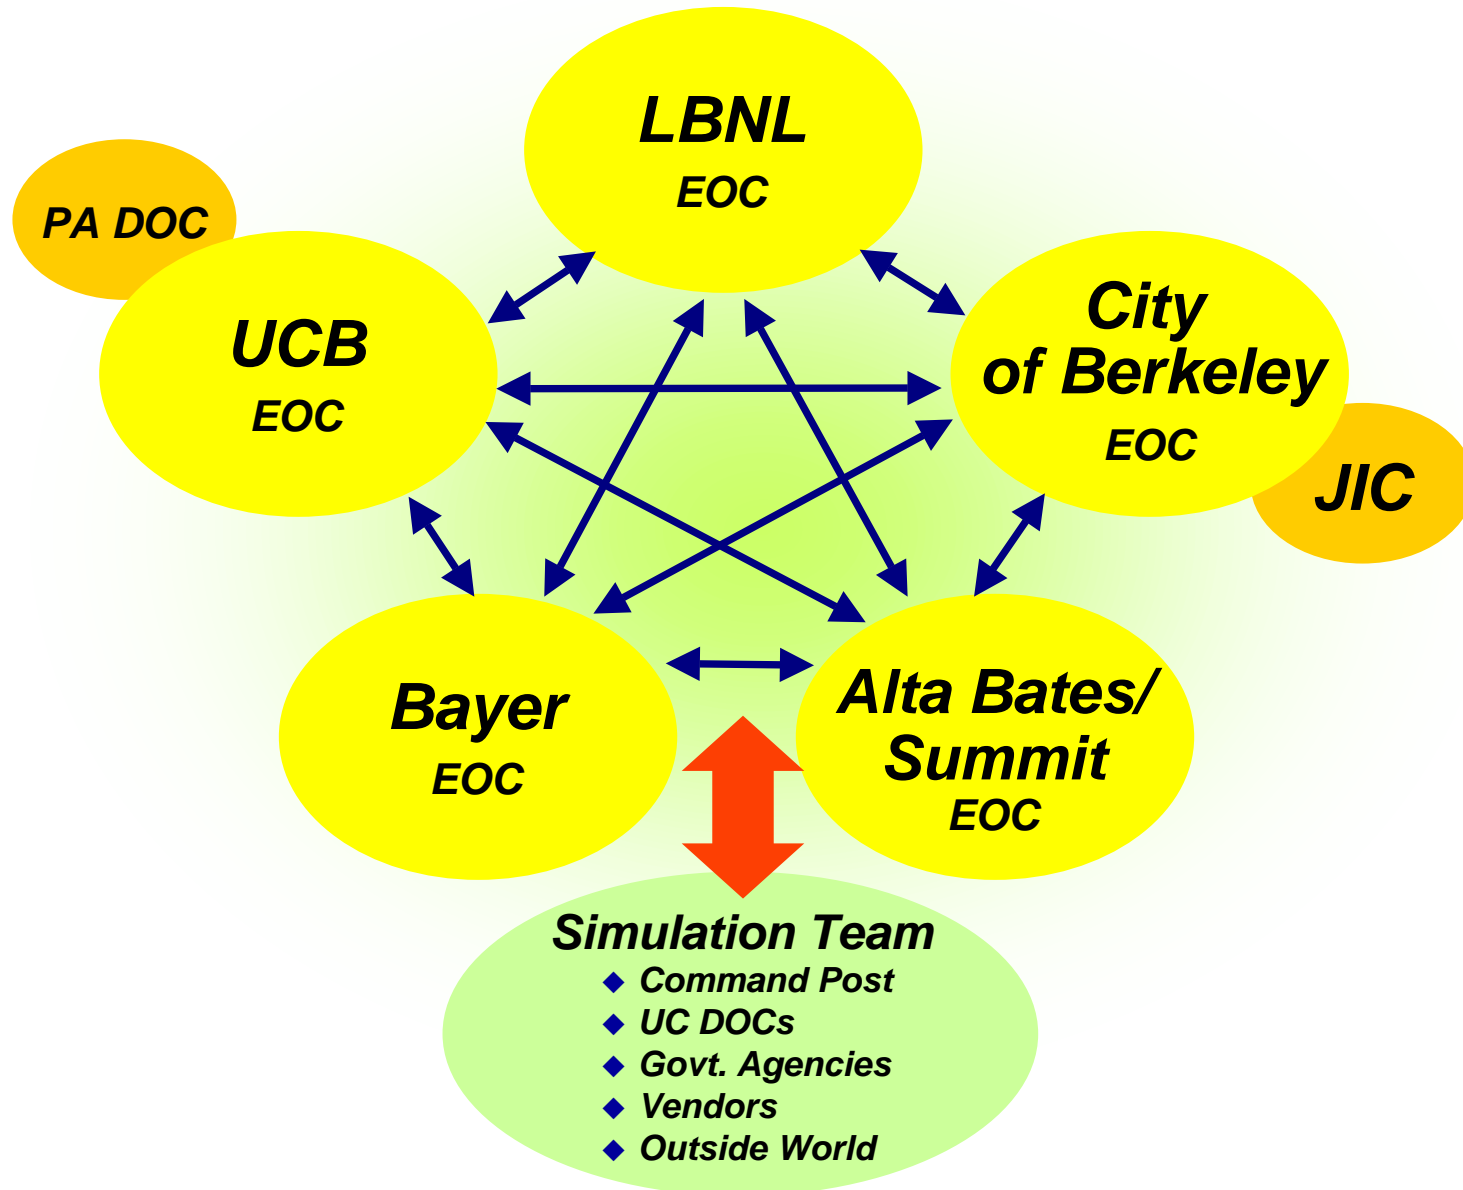 LBNL
EOC
PA DOC
UCB
EOC
City
of Berkeley
EOC
JIC
Bayer
EOC
Alta Bates/
Summit
EOC
Simulation Team
◆ Command Post
◆ UC DOCs
◆ Govt. Agencies
◆ Vendors
◆ Outside World